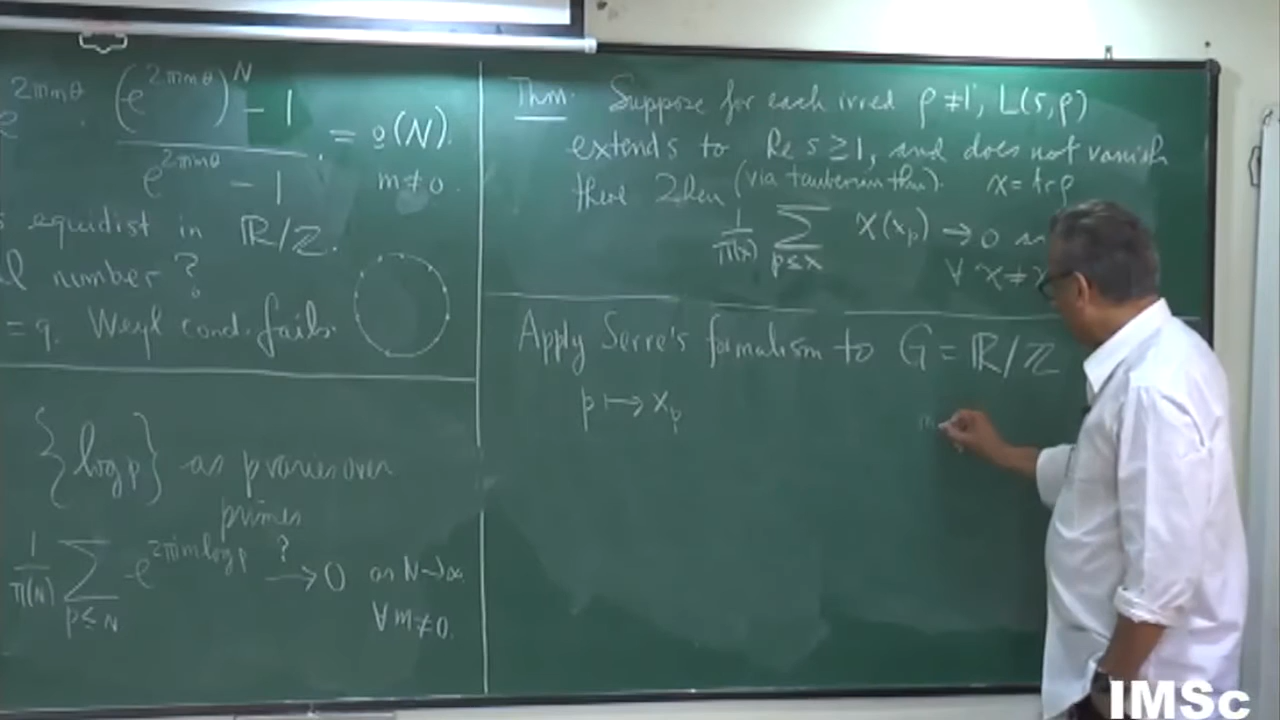 e^{2πimθ} (e^{2πimθ})^N - 1
e^{2πimθ} - 1
= o(N).
m≠0.
equidist in ℝ/ℤ.
number?
= q. Weyl cond. fails.
{log p} as p varies over
primes
1/π(N) Σ_{p≤N} e^{2πim log p} →? 0 as N→∞
∀ m≠0.
Thm. Suppose for each irred ρ≠1, L(s,ρ)
extends to Re s≥1, and does not vanish
there Then (via tauberian thm). χ = tr ρ
1/π(x) Σ_{p≤x} χ(x_p) → 0 as
∀ χ≠
Apply Serre's formalism to G = ℝ/ℤ
p ↦ x_p
m
IMSc